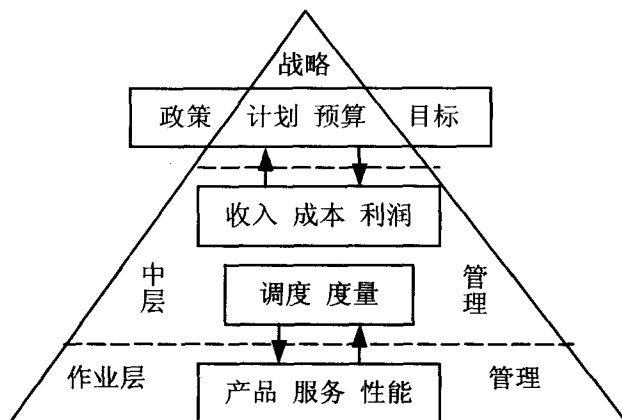 战略
政策 计划 预算 目标
收入 成本 利润
中层 管理
调度 度量
作业层 产品 服务 性能 管理